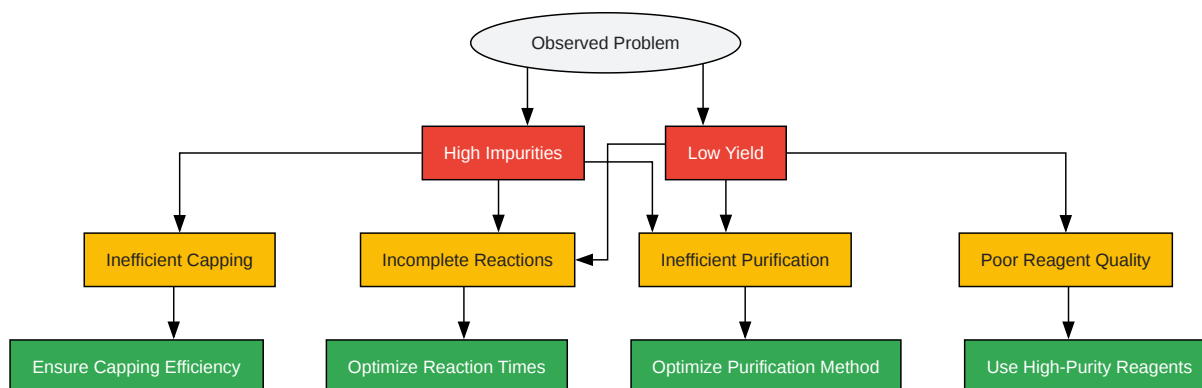 Observed Problem
High Impurities
Low Yield
Inefficient Capping
Incomplete Reactions
Inefficient Purification
Poor Reagent Quality
Ensure Capping Efficiency
Optimize Reaction Times
Optimize Purification Method
Use High-Purity Reagents